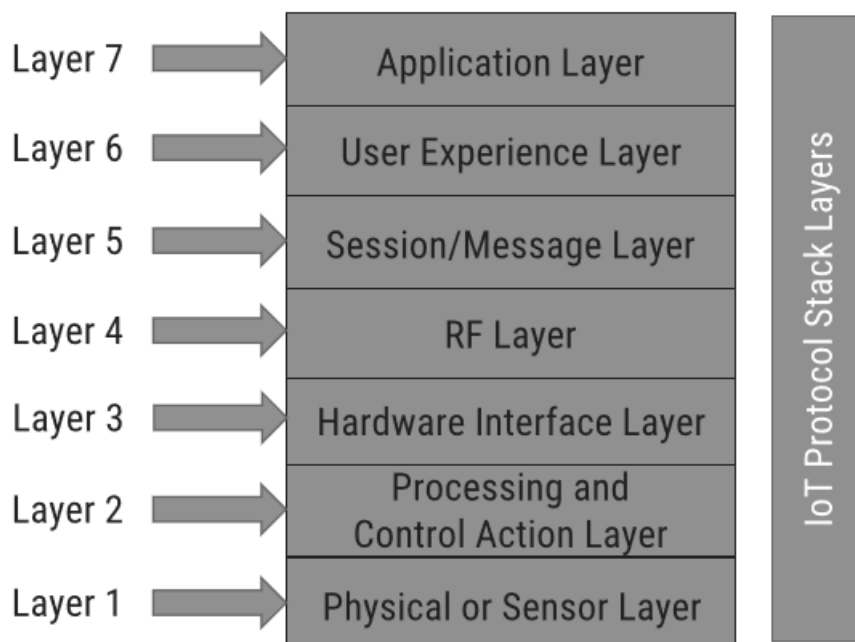 Layer 7
Application Layer
Layer 6
User Experience Layer
Layer 5
Session/Message Layer
Layer 4
RF Layer
Layer 3
Hardware Interface Layer
Layer 2
Processing and
Control Action Layer
Layer 1
Physical or Sensor Layer
IoT Protocol Stack Layers